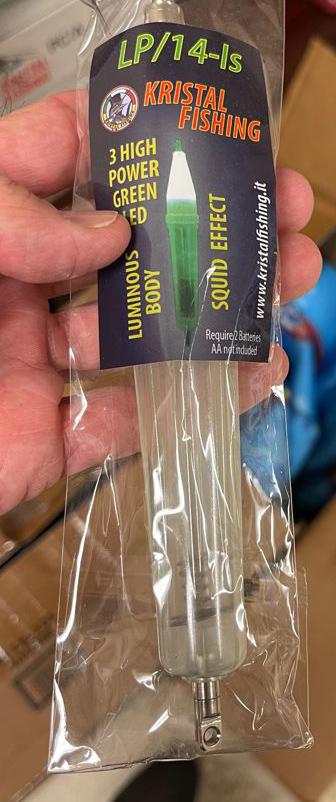 LP/14-ls
KRISTAL
FISHING
3 HIGH
POWER
GREEN
LED
LUMINOUS
BODY
SQUID EFFECT
www.kristalfishing.it
Require 2 Batteries
AA not included